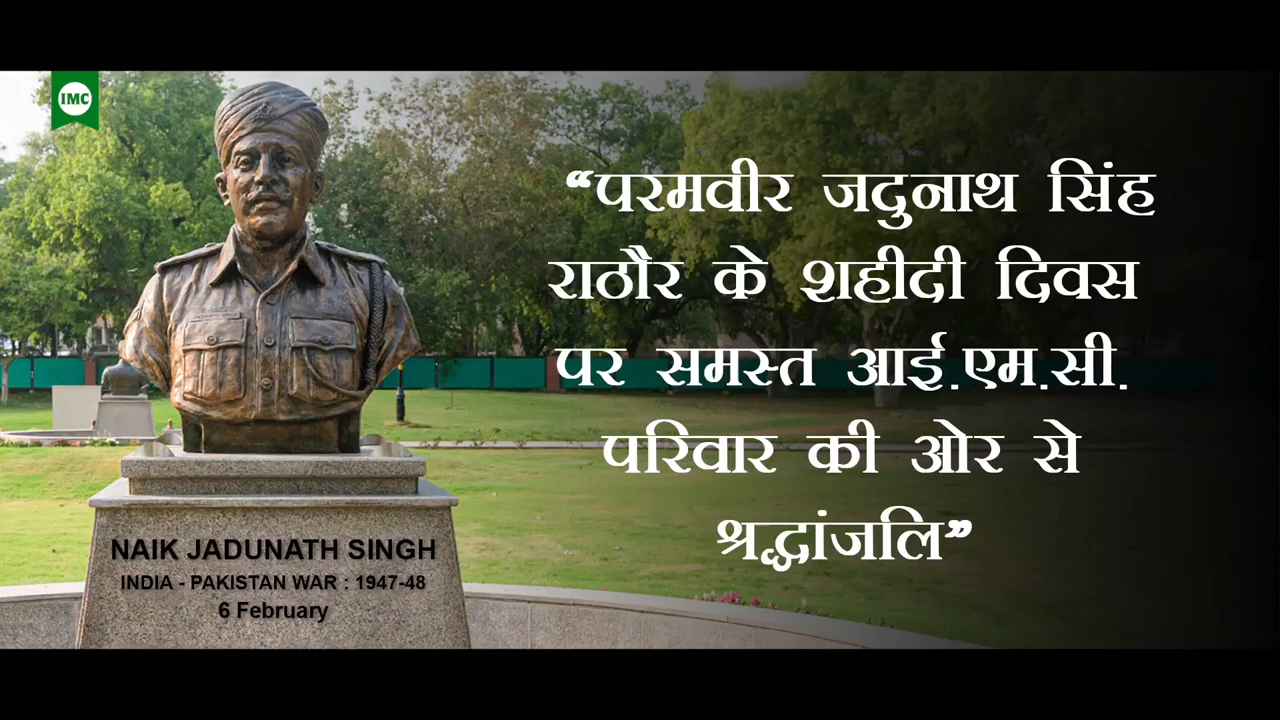 IMC
“परमवीर जदुनाथ सिंह
राठौर के शहीदी दिवस
पर समस्त आई.एम.सी.
परिवार की ओर से
श्रद्धांजलि”
NAIK JADUNATH SINGH
INDIA - PAKISTAN WAR : 1947-48
6 February